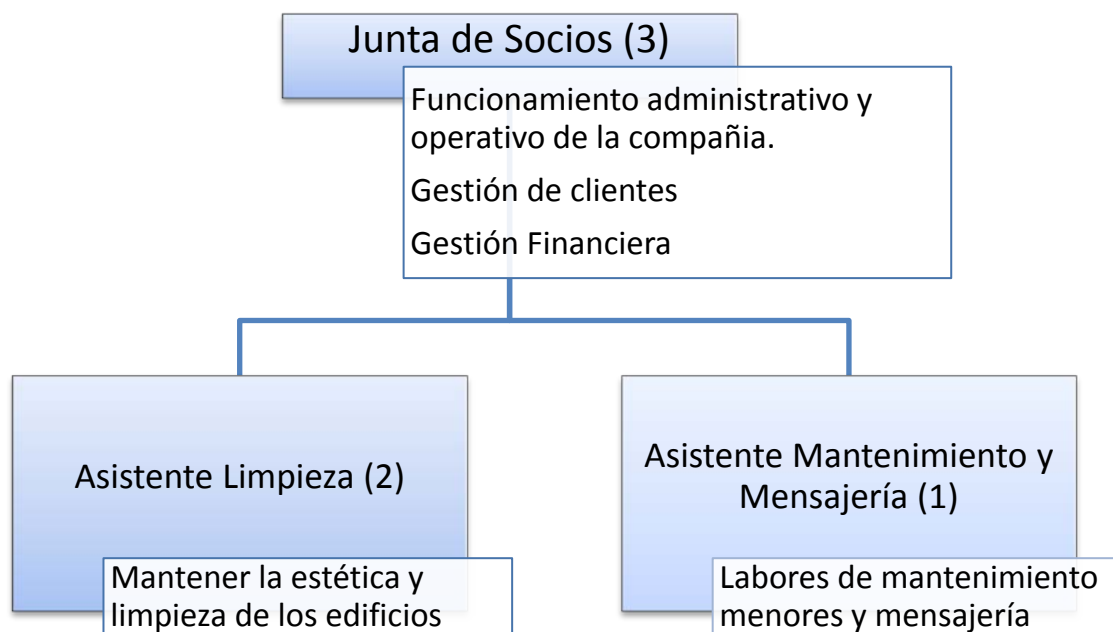 Junta de Socios (3)
Funcionamiento administrativo y
operativo de la compañia.
Gestión de clientes
Gestión Financiera
Asistente Limpieza (2)
Mantener la estética y
limpieza de los edificios
Asistente Mantenimiento y
Mensajería (1)
Labores de mantenimiento
menores y mensajería